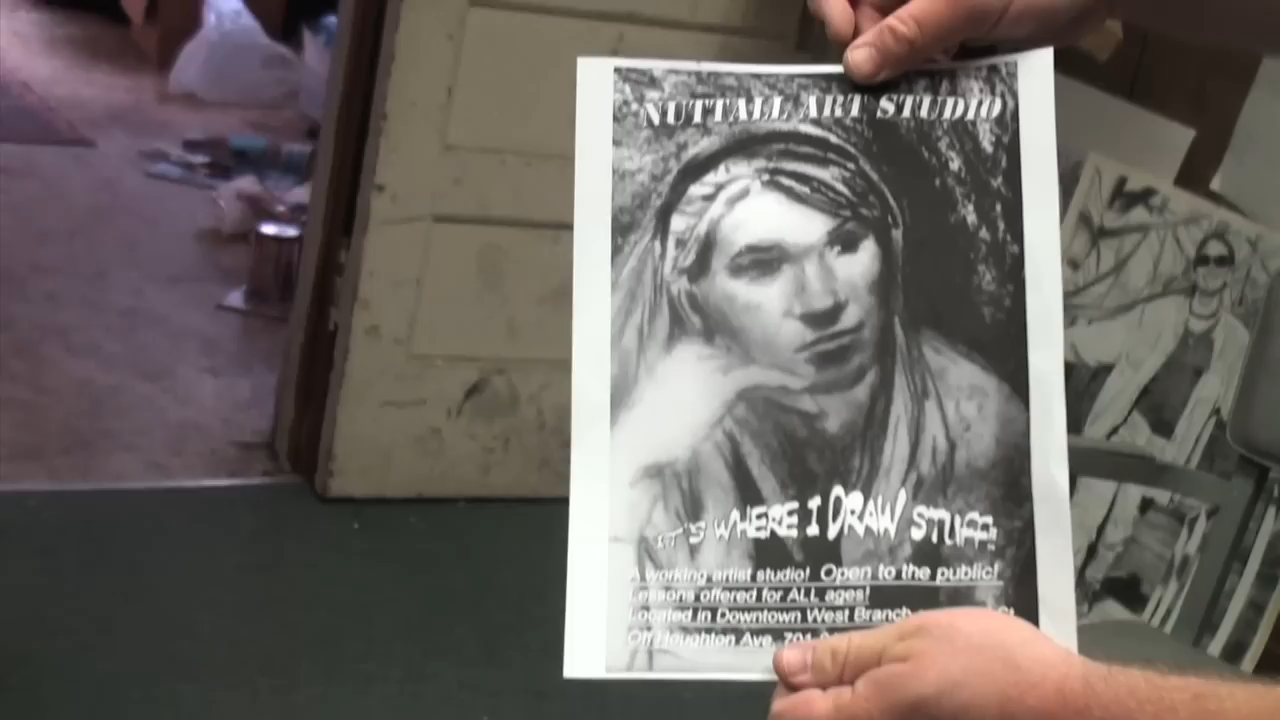 NUTTALL ART STUDIO
IT'S WHERE I DRAW STUFF!
A working artist studio! Open to the public!
Lessons offered for ALL ages!
Located in Downtown West Branch
Off Houghton Ave.